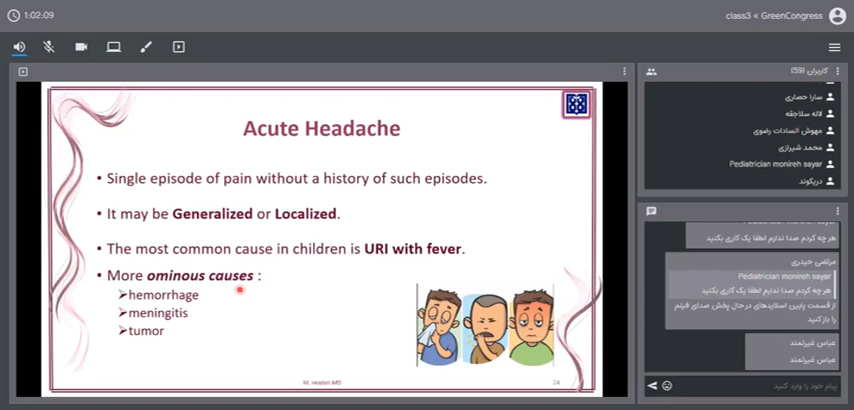 1:02:09
class3 < GreenCongress
Acute Headache
• Single episode of pain without a history of such episodes.
• It may be Generalized or Localized.
• The most common cause in children is URI with fever.
• More ominous causes :
➢hemorrhage
➢meningitis
➢tumor
24
کاربران (59)
سارا حصاری
لاله سلاجقه
مهوش السادات رضوی
محمد شیرازی
Pediatrician monireh sayar
دریکوند
هر چه کردم صدا ندارم لطفا یک کاری بکنید
مرتضی حیدری
Pediatrician monireh sayar
هر چه کردم صدا ندارم لطفا یک کاری بکنید
از قسمت پایین اسلایدهای درحال پخش صدای فیلم
را باز کنید
عباس غیرتمند
عباس غیرتمند
پیام خود را وارد کنید